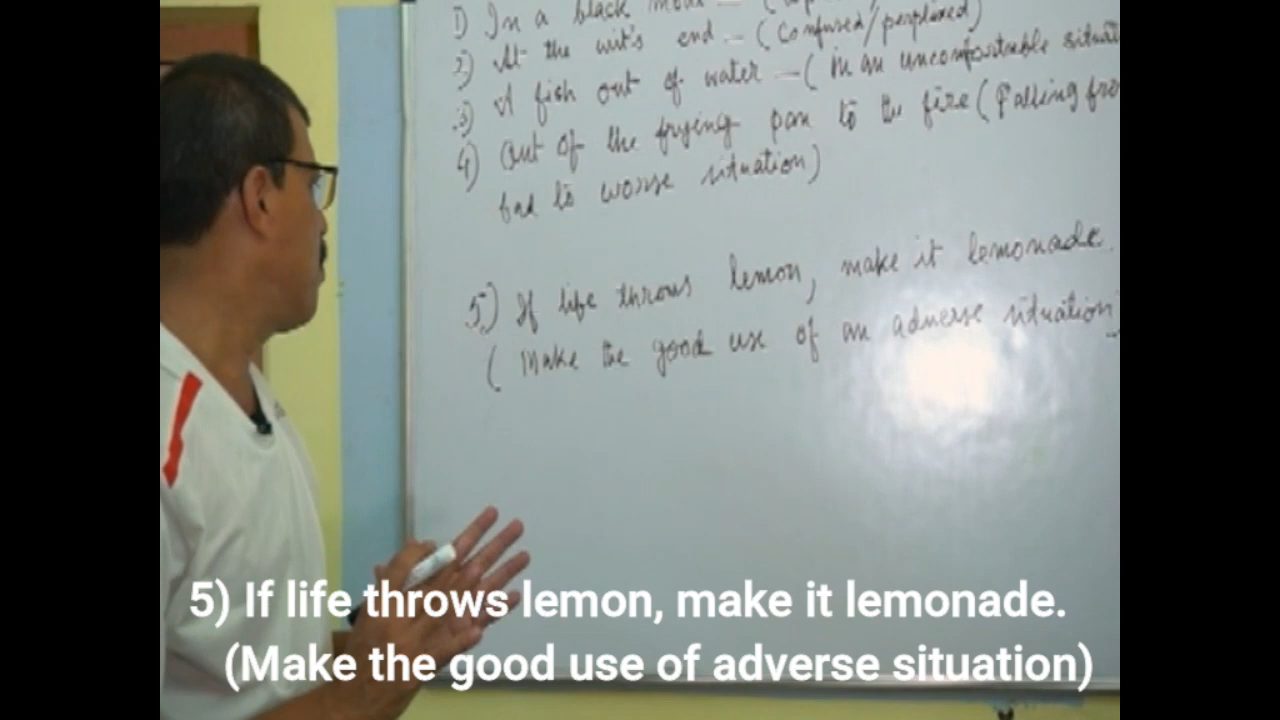 1) In a black mood — (
2) At the wit's end — (Confused/perplexed)
3) A fish out of water — (in an uncomfortable situat
4) Out of the frying pan to the fire (Falling fro
bad to worse situation)
5) If life throws lemon, make it lemonade.
(Make the good use of an adverse situation)
5) If life throws lemon, make it lemonade.
(Make the good use of adverse situation)